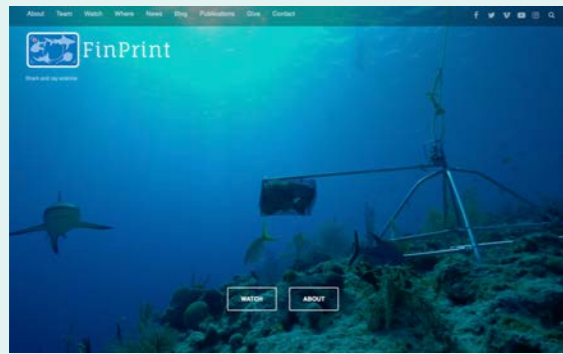 About Team Watch Where News Blog Publications Give Contact
FinPrint
Shark and ray science
WATCH ABOUT